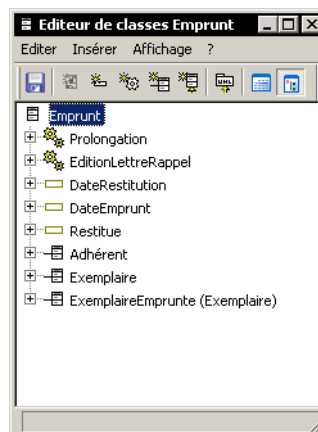 Editeur de classes Emprunt
Editer Insérer Affichage ?
Emprunt
Prolongation
EditionLettreRappel
DateRestitution
DateEmprunt
Restitue
Adhérent
Exemplaire
ExemplaireEmprunte (Exemplaire)